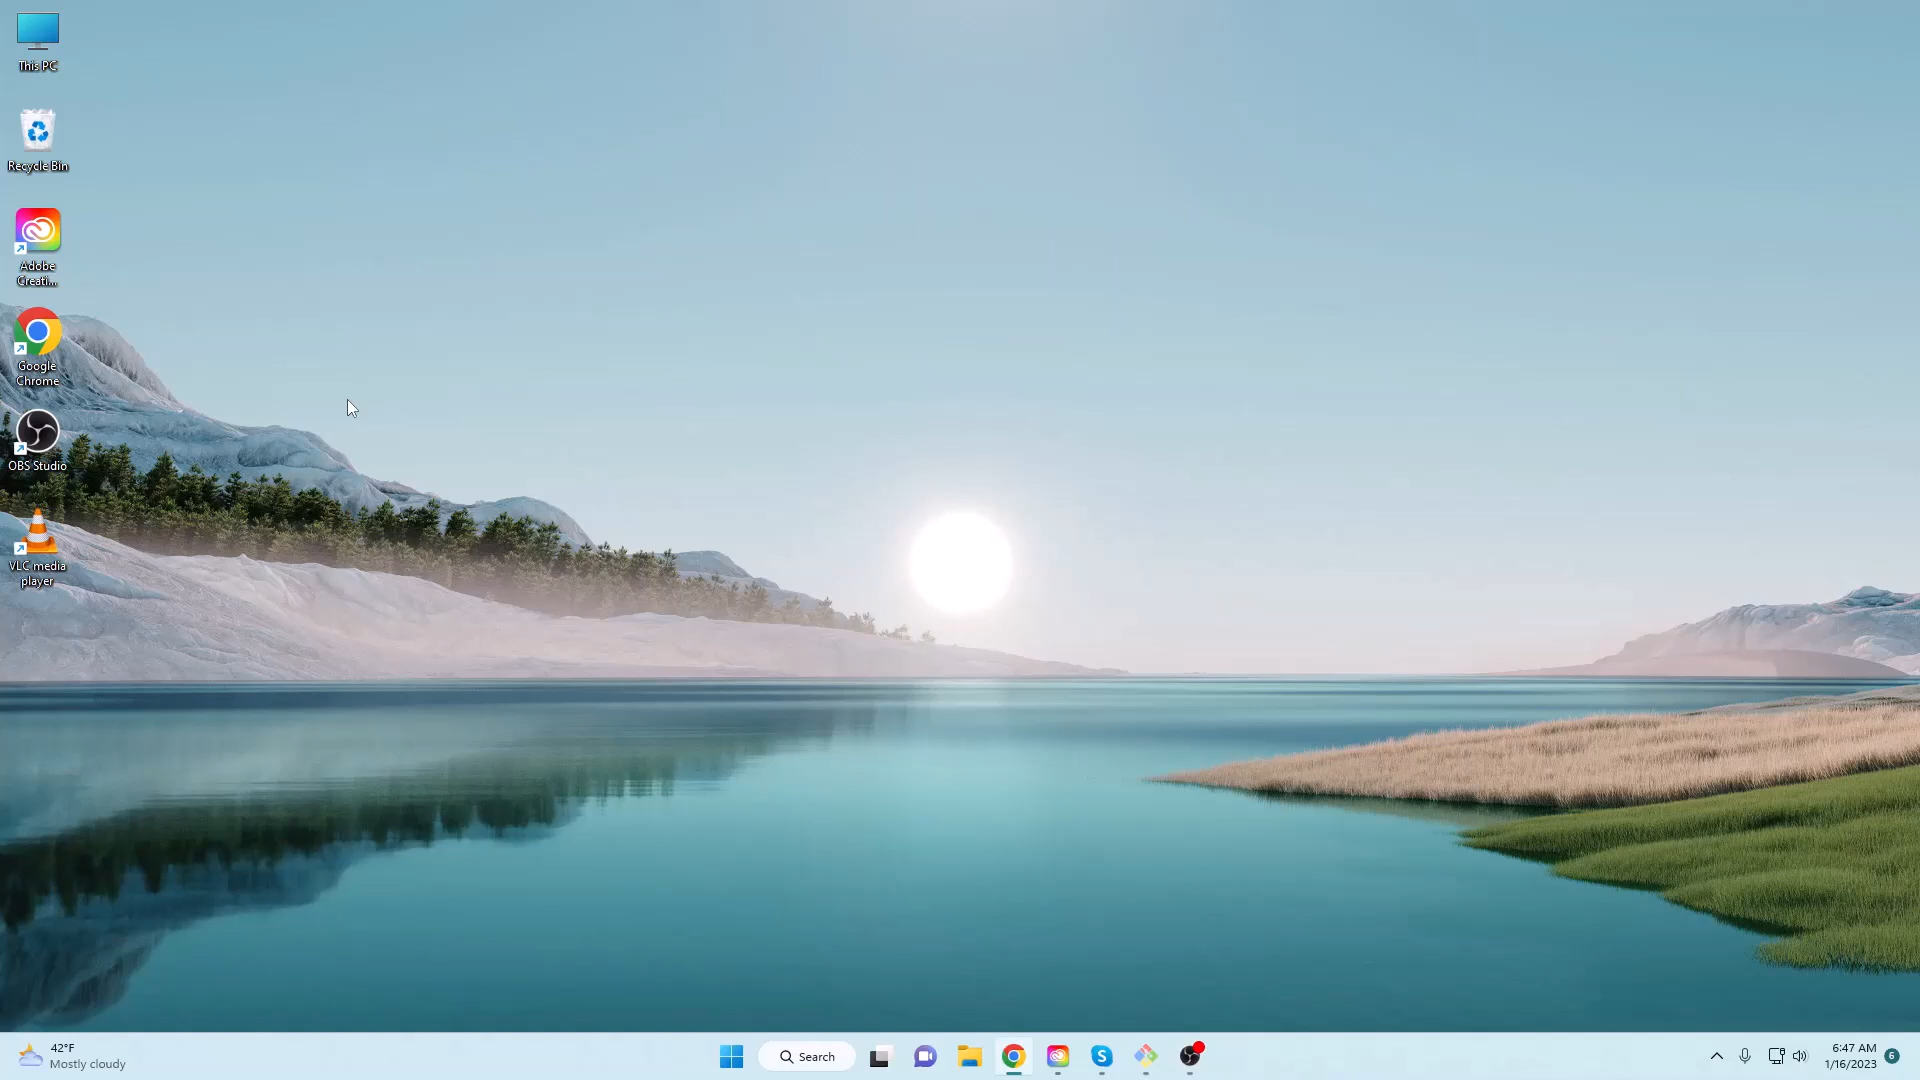 This PC
Recycle Bin
Adobe
Creati...
Google
Chrome
OBS Studio
VLC media
player
42°F
Mostly cloudy
Search
S
6:47 AM
1/16/2023
6